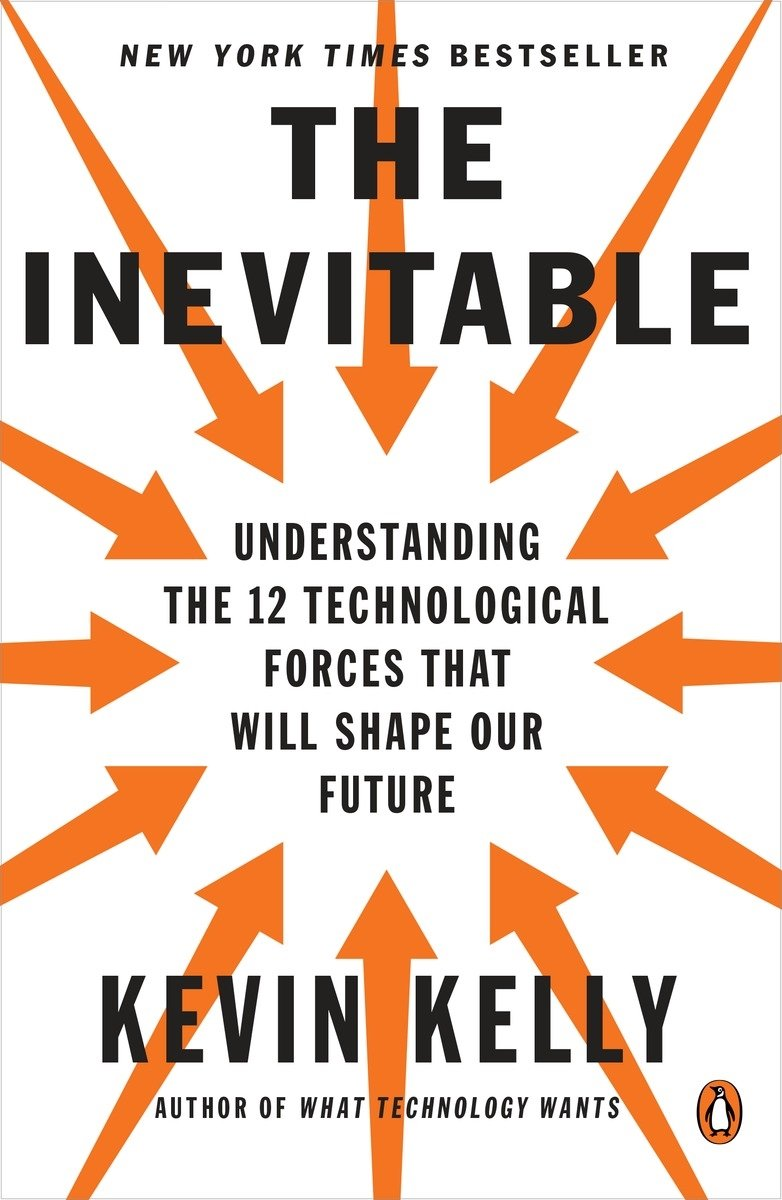 NEW YORK TIMES BESTSELLER
THE
INEVITABLE
UNDERSTANDING
THE 12 TECHNOLOGICAL
FORCES THAT
WILL SHAPE OUR
FUTURE
KEVIN KELLY
AUTHOR OF WHAT TECHNOLOGY WANTS